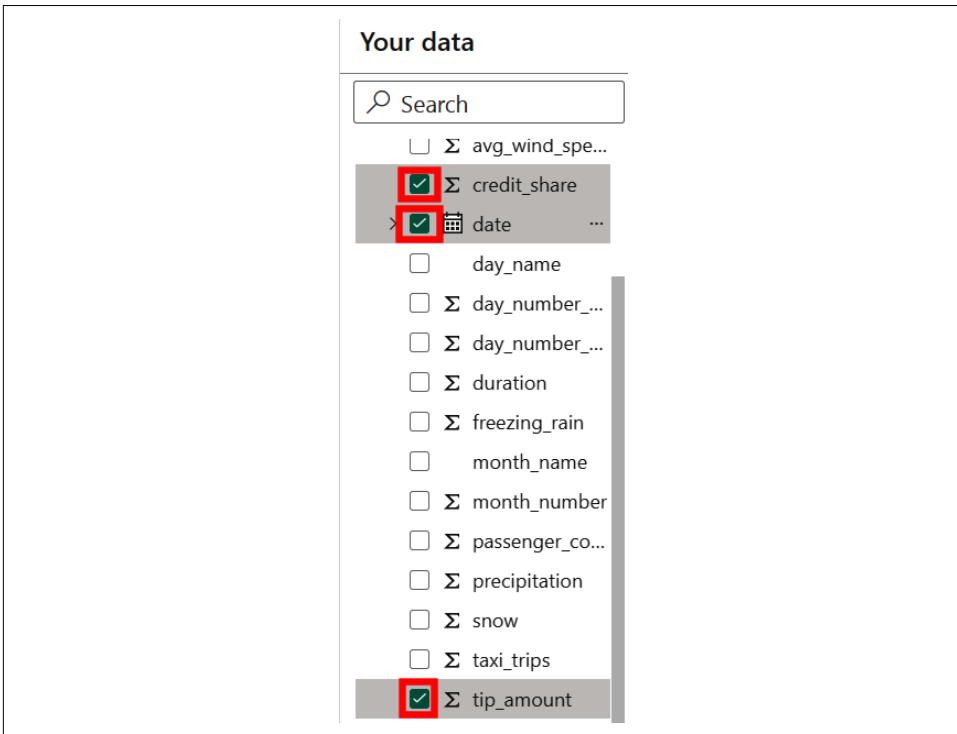 Your data
Search
Σ avg_wind_spe...
Σ credit_share
date ...
day_name
Σ day_number_...
Σ day_number_...
Σ duration
Σ freezing_rain
month_name
Σ month_number
Σ passenger_co...
Σ precipitation
Σ snow
Σ taxi_trips
Σ tip_amount